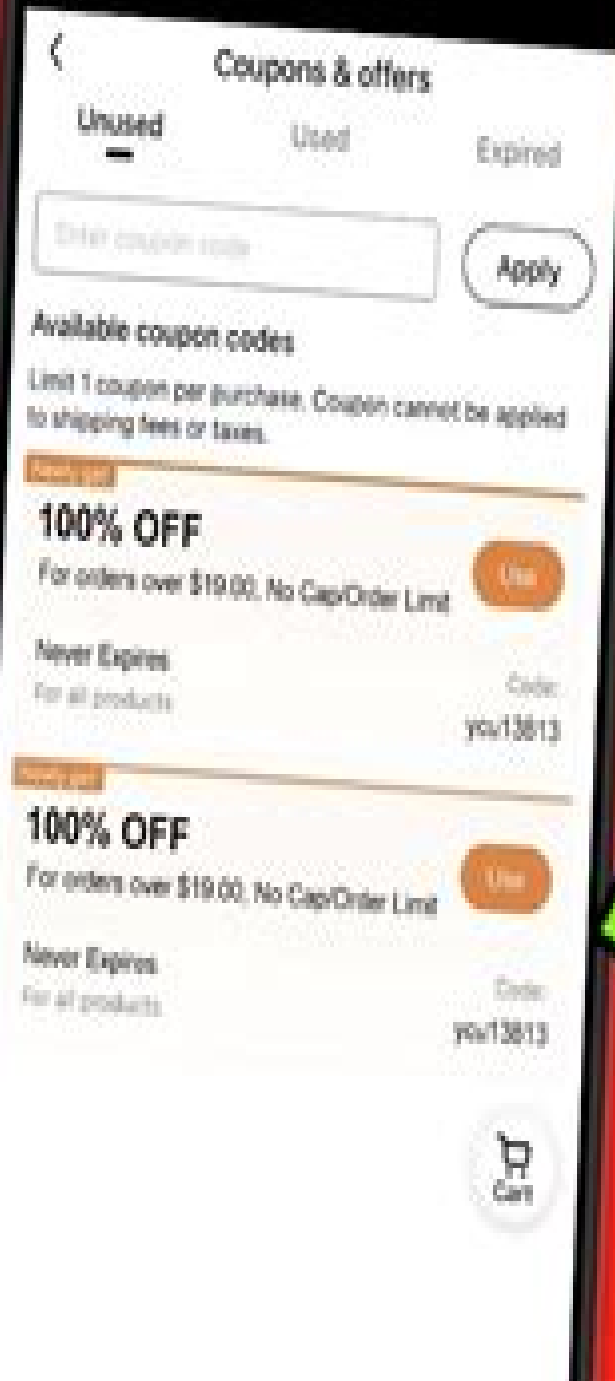 Coupons & offers
Unused
Used
Expired
Enter coupon code
Apply
Available coupon codes
Limit 1 coupon per purchase. Coupon cannot be applied
to shipping fees or taxes.
100% OFF
For orders over $19.00, No Cap/Order Limit
Use
Never Expires
For all products
Code:
100% OFF
For orders over $19.00, No Cap/Order Limit
Use
Never Expires
For all products
Code:
Cart